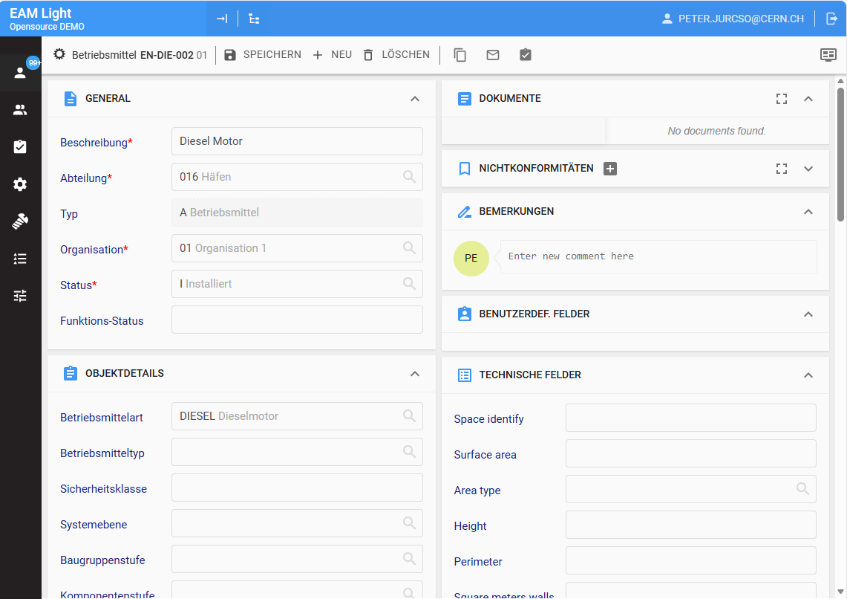 EAM Light
Opensource DEMO
PETER.JURCSO@CERN.CH
99+
Betriebsmittel EN-DIE-002 01
SPEICHERN
NEU
LÖSCHEN
GENERAL
Beschreibung*
Diesel Motor
Abteilung*
016 Häfen
Typ
A Betriebsmittel
Organisation*
01 Organisation 1
Status*
I Installiert
Funktions-Status
OBJEKTDETAILS
Betriebsmittelart
DIESEL Dieselmotor
Betriebsmitteltyp
Sicherheitsklasse
Systemebene
Baugruppenstufe
Komponentenstufe
DOKUMENTE
No documents found.
NICHTKONFORMITÄTEN
BEMERKUNGEN
PE
Enter new comment here
BENUTZERDEF. FELDER
TECHNISCHE FELDER
Space identify
Surface area
Area type
Height
Perimeter
Square meters walls